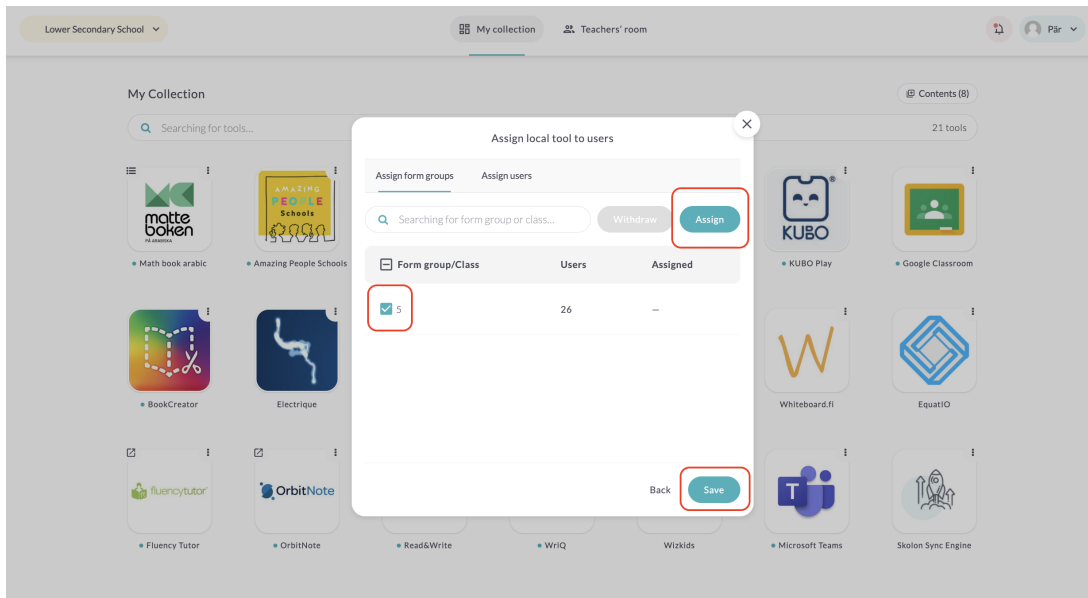 Lower Secondary School
My collection
Teachers' room
Pär
My Collection
Contents (8)
Searching for tools...
21 tools
Assign local tool to users
Assign form groups
Assign users
Searching for form group or class...
Withdraw
Assign
Form group/Class
Users
Assigned
5
26
–
Back
Save
matte
boken
PÅ ARABISKA
AMAZING
PEOPLE
Schools
KUBO
Math book arabic
Amazing People Schools
KUBO Play
Google Classroom
BookCreator
Electrique
W
Whiteboard.fi
EquatIO
fluencytutor
OrbitNote
T
Fluency Tutor
OrbitNote
Read&Write
WriQ
Wizkids
Microsoft Teams
Skolon Sync Engine